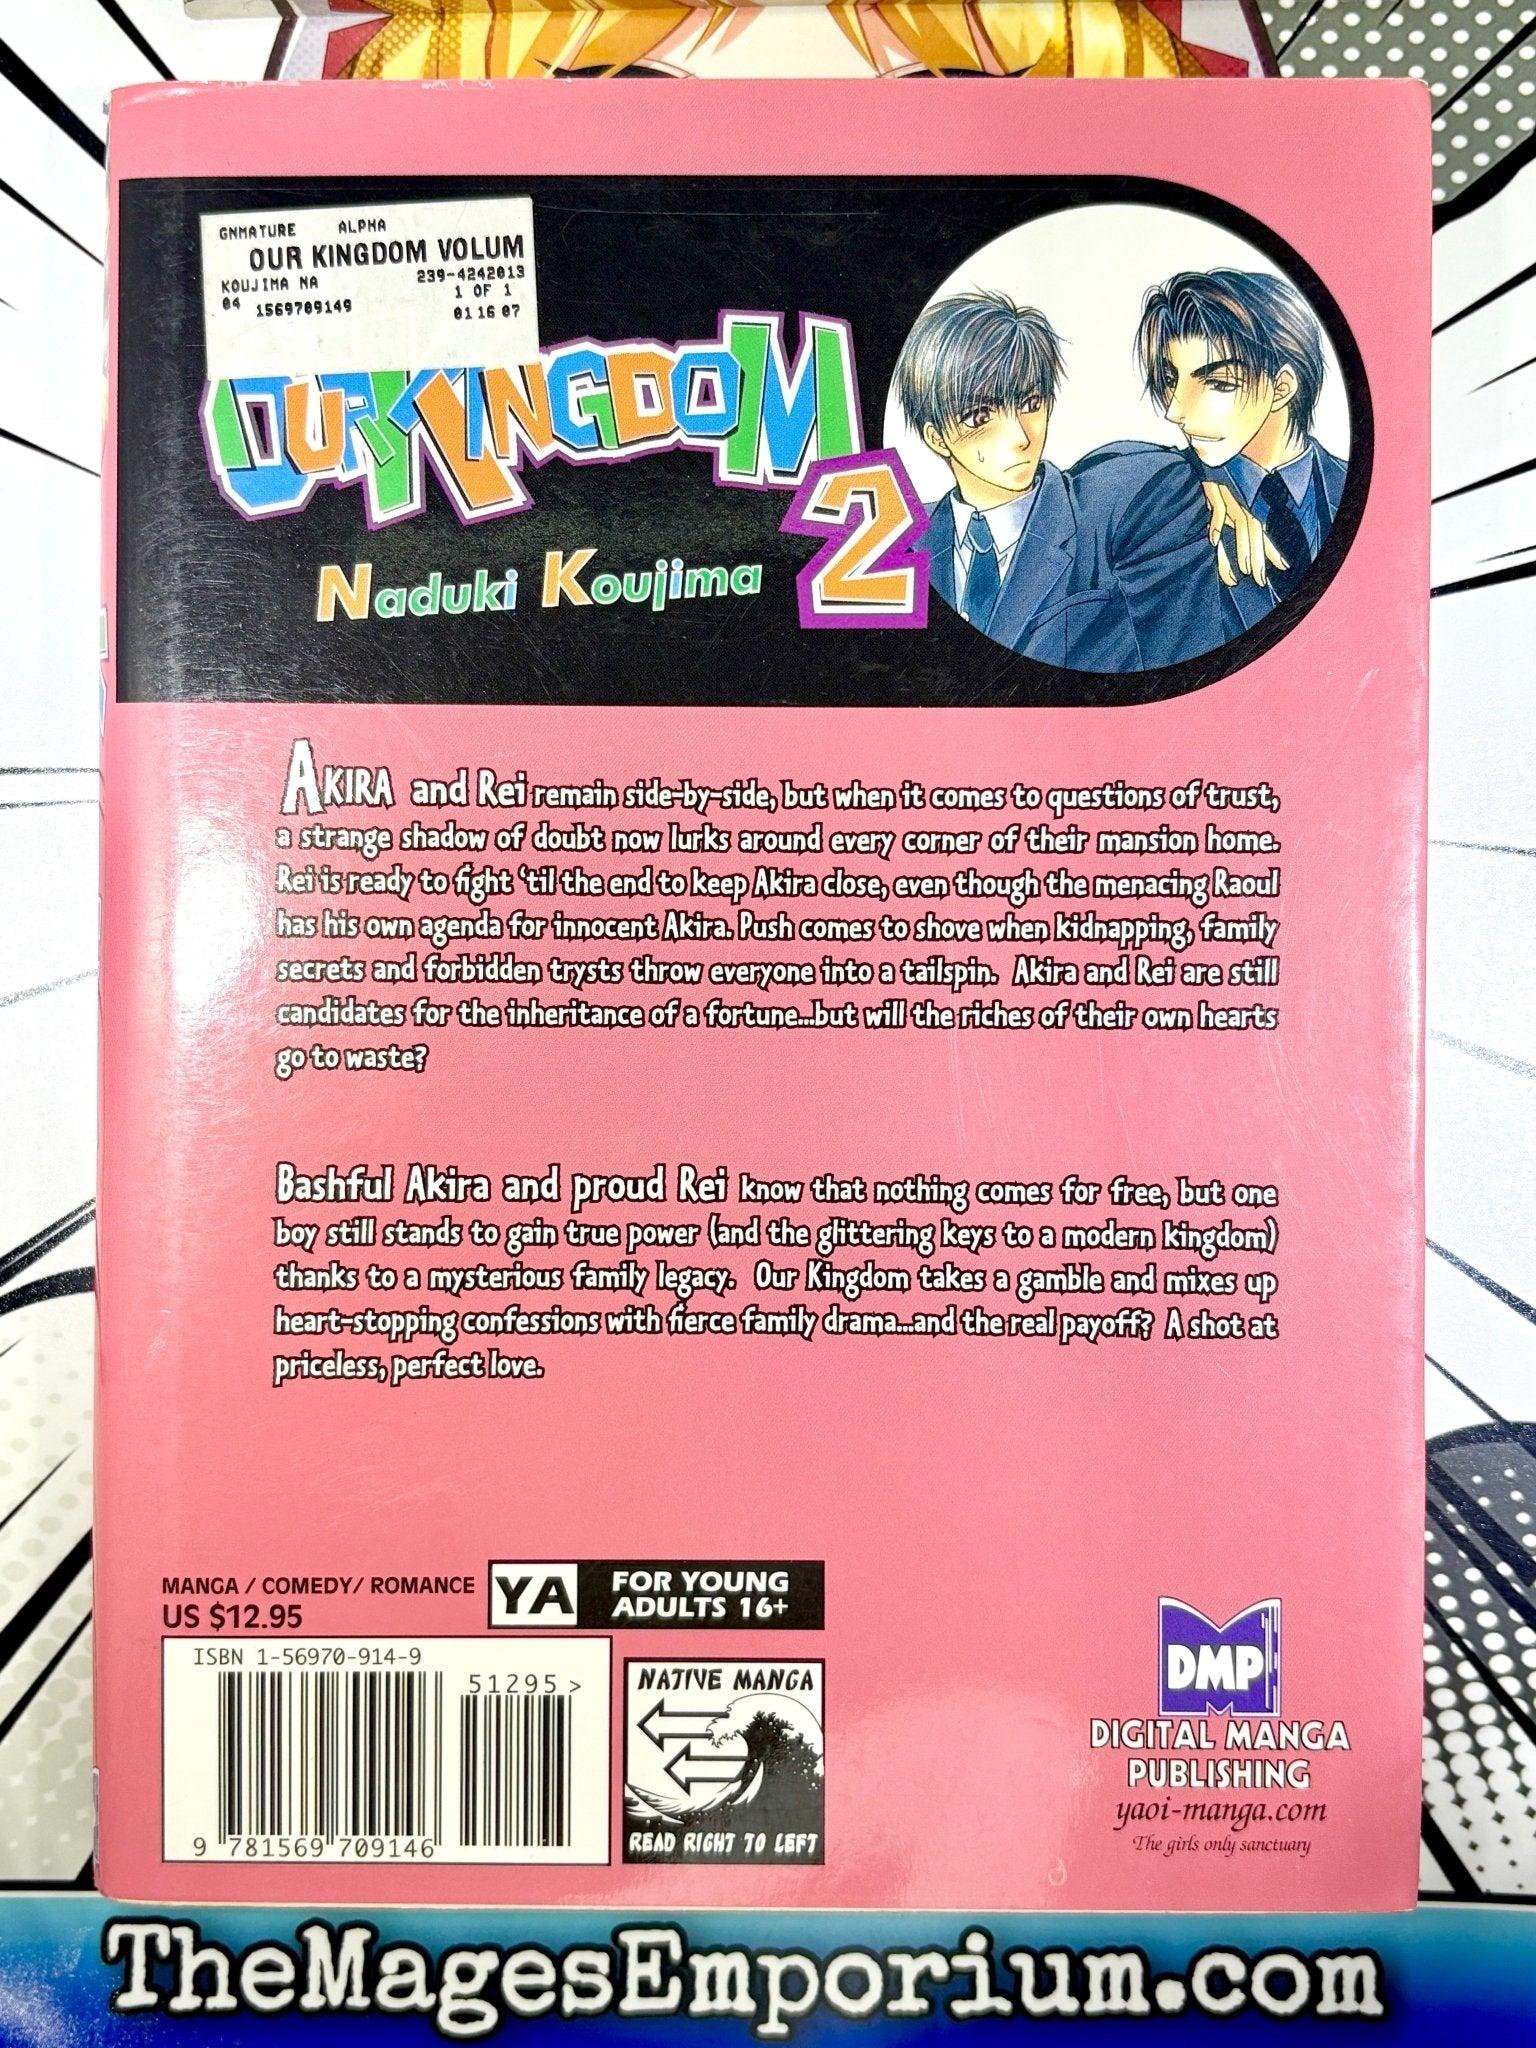 GNMATURE ALPHA
OUR KINGDOM VOLUM
KOUJIMA NA 239-4242013
04 1569709149 1 OF 1
01 16 07
OUR KINGDOM
2
Naduki Koujima
AKIRA and Rei remain side-by-side, but when it comes to questions of trust,
a strange shadow of doubt now lurks around every corner of their mansion home.
Rei is ready to fight ‘til the end to keep Akira close, even though the menacing Raoul
has his own agenda for innocent Akira. Push comes to shove when kidnapping, family
secrets and forbidden trysts throw everyone into a tailspin. Akira and Rei are still
candidates for the inheritance of a fortune...but will the riches of their own hearts
go to waste?
Bashful Akira and proud Rei know that nothing comes for free, but one
boy still stands to gain true power (and the glittering keys to a modern kingdom)
thanks to a mysterious family legacy. Our Kingdom takes a gamble and mixes up
heart-stopping confessions with fierce family drama...and the real payoff? A shot at
priceless, perfect love.
MANGA / COMEDY/ ROMANCE
US $12.95
YA FOR YOUNG
ADULTS 16+
ISBN 1-56970-914-9
51295 >
9 781569 709146
NATIVE MANGA
READ RIGHT TO LEFT
DMP
DIGITAL MANGA
PUBLISHING
yaoi-manga.com
The girls only sanctuary
TheMagesEmporium.com